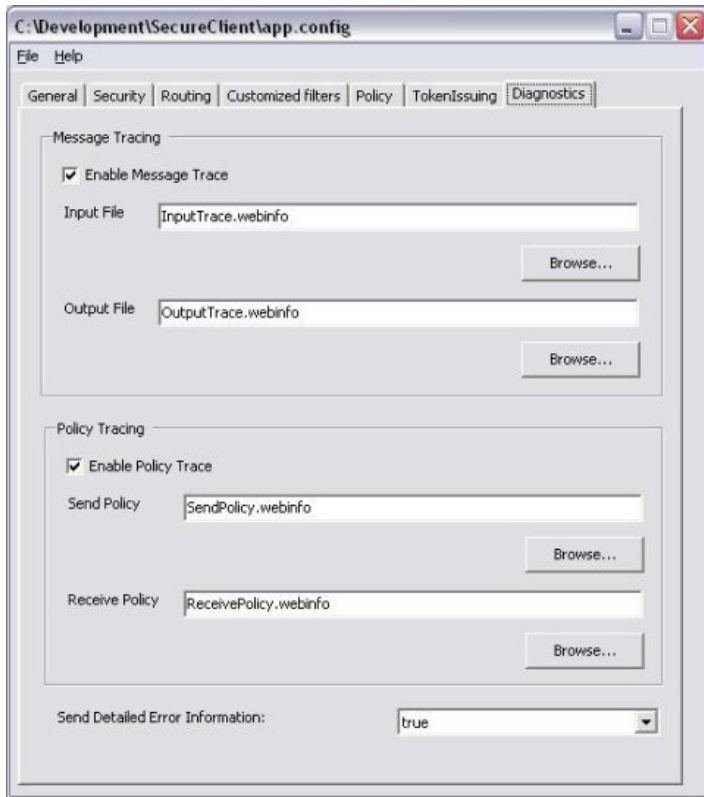 C:\Development\SecureClient\app.config
File Help
General Security Routing Customized filters Policy TokenIssuing Diagnostics
Message Tracing
Enable Message Trace
Input File InputTrace.webinfo
Browse...
Output File OutputTrace.webinfo
Browse...
Policy Tracing
Enable Policy Trace
Send Policy SendPolicy.webinfo
Browse...
Receive Policy ReceivePolicy.webinfo
Browse...
Send Detailed Error Information: true